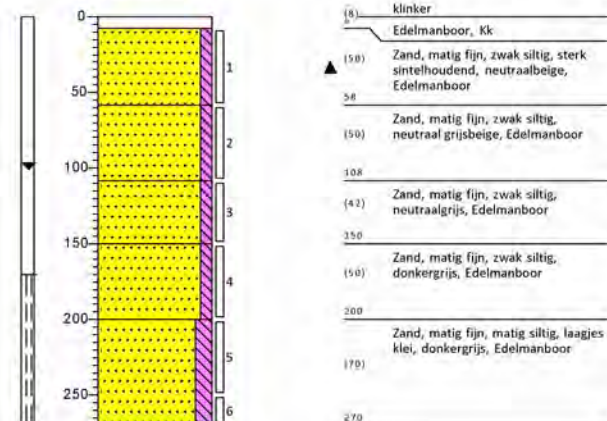 0
50
100
150
200
250
1
2
3
4
5
6
(8)
klinker
Edelmanboor, Kk
(50)
Zand, matig fijn, zwak siltig, sterk
sintelhoudend, neutraalbeige,
Edelmanboor
58
Zand, matig fijn, zwak siltig,
(50)
neutraal grijsbeige, Edelmanboor
108
Zand, matig fijn, zwak siltig,
(42)
neutraalgrijs, Edelmanboor
150
Zand, matig fijn, zwak siltig,
(50)
donkergrijs, Edelmanboor
200
Zand, matig fijn, matig siltig, laagjes
klei, donkergrijs, Edelmanboor
(70)
270